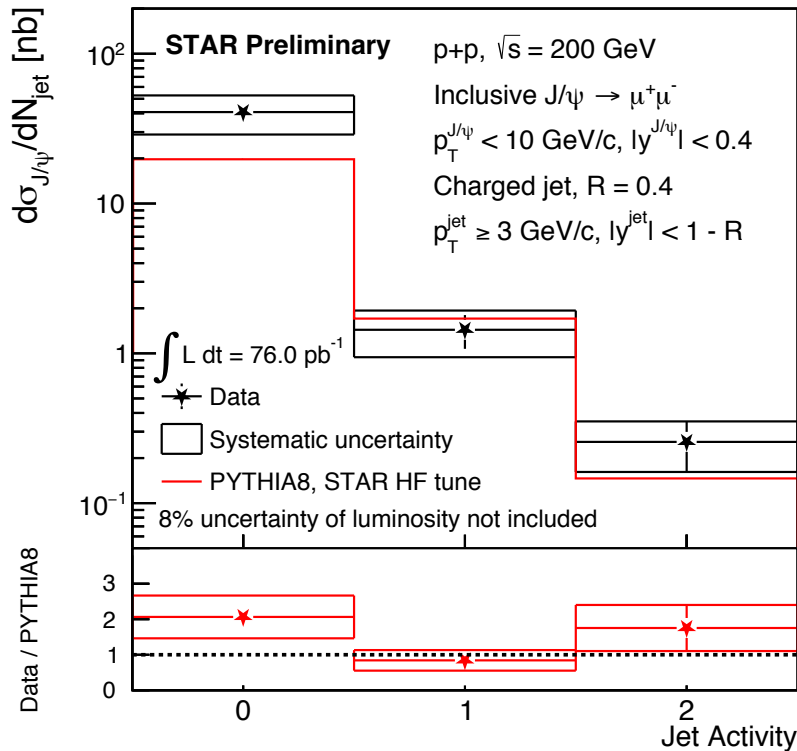 dσ_{J/ψ}/dN_{jet} [nb]
10²
10
1
10⁻¹
STAR Preliminary
p+p, √s = 200 GeV
Inclusive J/ψ → μ⁺μ⁻
p_T^{J/ψ} < 10 GeV/c, |y^{J/ψ}| < 0.4
Charged jet, R = 0.4
p_T^{jet} ≥ 3 GeV/c, |y^{jet}| < 1 - R
∫ L dt = 76.0 pb⁻¹
Data
Systematic uncertainty
PYTHIA8, STAR HF tune
8% uncertainty of luminosity not included
Data / PYTHIA8
3
2
1
0
0 1 2
Jet Activity